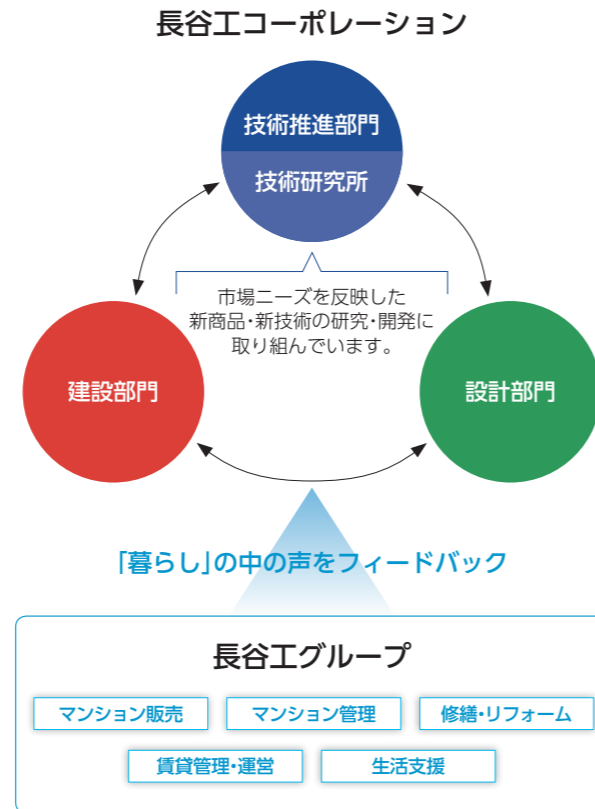 長谷工コーポレーション
技術推進部門
技術研究所
市場ニーズを反映した
新商品・新技術の研究・開発に
取り組んでいます。
建設部門
設計部門
「暮らし」の中の声をフィードバック
長谷工グループ
マンション販売
マンション管理
修繕・リフォーム
賃貸管理・運営
生活支援